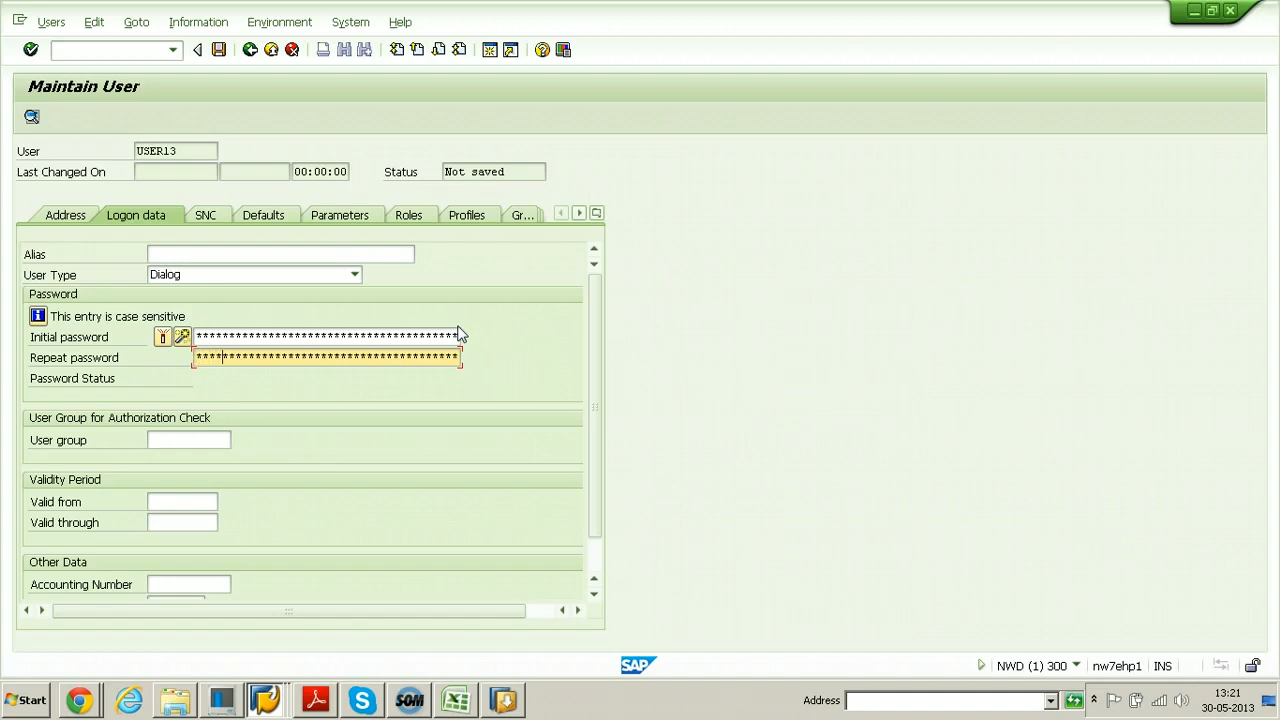 Users Edit Goto Information Environment System Help
Maintain User
User USER13
Last Changed On 00:00:00 Status Not saved
Address Logon data SNC Defaults Parameters Roles Profiles Gr...
Alias
User Type Dialog
Password
This entry is case sensitive
Initial password ****************************************
Repeat password ****************************************
Password Status
User Group for Authorization Check
User group
Validity Period
Valid from
Valid through
Other Data
Accounting Number
SAP NWD (1) 300 nw7ehp1 INS
Start SOM Address 13:21
30-05-2013